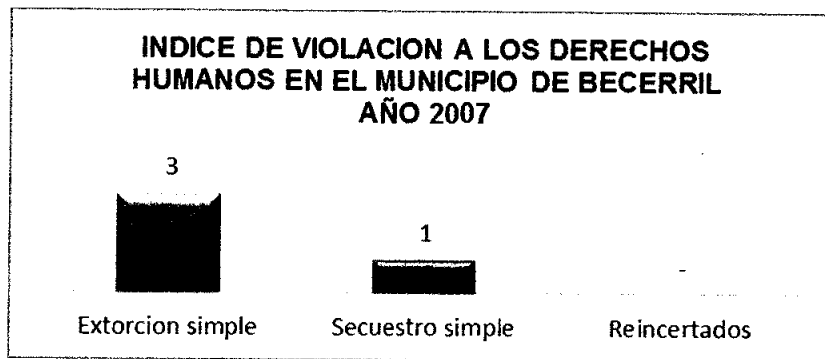 INDICE DE VIOLACION A LOS DERECHOS
HUMANOS EN EL MUNICIPIO DE BECERRIL
AÑO 2007
3
1
-
Extorcion simple
Secuestro simple
Reincertados